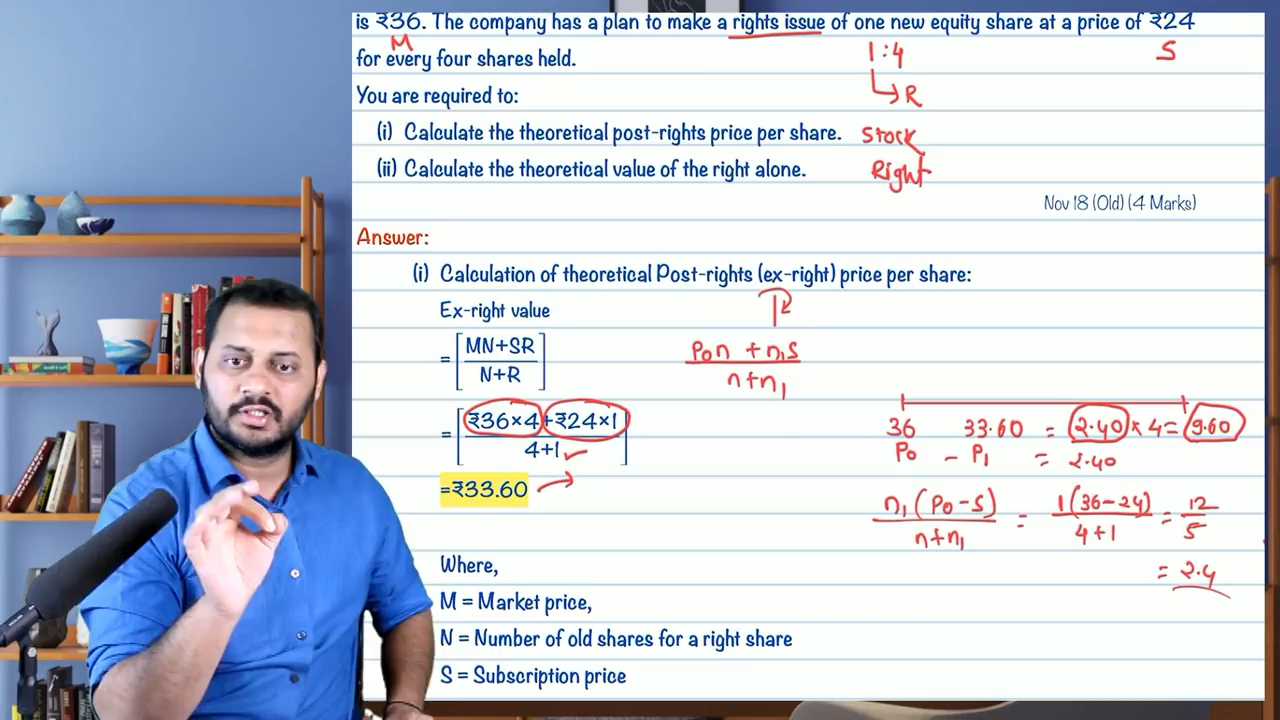 is ₹36. The company has a plan to make a rights issue of one new equity share at a price of ₹24
M
1:4
S
for every four shares held.
R
You are required to:
(i) Calculate the theoretical post-rights price per share.
Stock
(ii) Calculate the theoretical value of the right alone.
Right
Nov 18 (Old) (4 Marks)
Answer:
(i) Calculation of theoretical Post-rights (ex-right) price per share:
Ex-right value
= [MN+SR
N+R]
P0n + n1s
n+n1
= [₹36×4+₹24×1
4+1]
=₹33.60
36 33.60 = 2.40 × 4 = 9.60
P0 - P1 = 2.40
n1(P0-S) = 1(36-24) = 12
n+n1 4+1 5
= 2.4
Where,
M = Market price,
N = Number of old shares for a right share
S = Subscription price